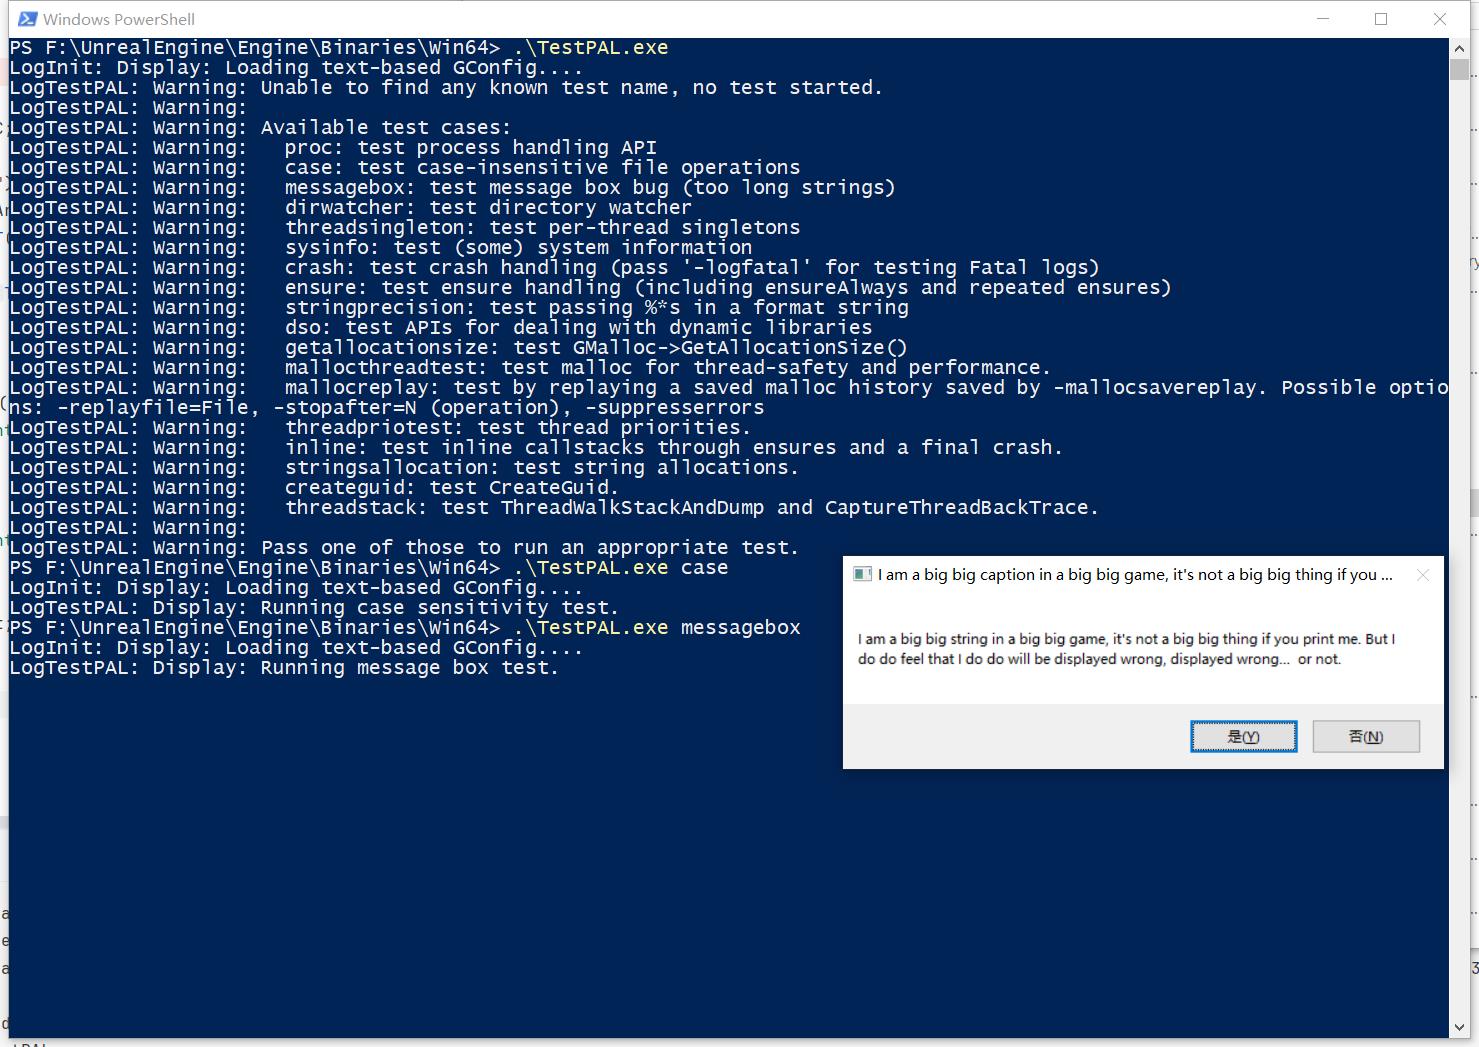 Windows PowerShell
PS F:\UnrealEngine\Engine\Binaries\Win64> .\TestPAL.exe
LogInit: Display: Loading text-based GConfig....
LogTestPAL: Warning: Unable to find any known test name, no test started.
LogTestPAL: Warning:
LogTestPAL: Warning: Available test cases:
LogTestPAL: Warning:   proc: test process handling API
LogTestPAL: Warning:   case: test case-insensitive file operations
LogTestPAL: Warning:   messagebox: test message box bug (too long strings)
LogTestPAL: Warning:   dirwatcher: test directory watcher
LogTestPAL: Warning:   threadsingleton: test per-thread singletons
LogTestPAL: Warning:   sysinfo: test (some) system information
LogTestPAL: Warning:   crash: test crash handling (pass '-logfatal' for testing Fatal logs)
LogTestPAL: Warning:   ensure: test ensure handling (including ensureAlways and repeated ensures)
LogTestPAL: Warning:   stringprecision: test passing %*s in a format string
LogTestPAL: Warning:   dso: test APIs for dealing with dynamic libraries
LogTestPAL: Warning:   getallocationsize: test GMalloc->GetAllocationSize()
LogTestPAL: Warning:   mallocthreadtest: test malloc for thread-safety and performance.
LogTestPAL: Warning:   mallocreplay: test by replaying a saved malloc history saved by -mallocsavereplay. Possible optio
ns: -replayfile=File, -stopafter=N (operation), -suppresserrors
LogTestPAL: Warning:   threadpriotest: test thread priorities.
LogTestPAL: Warning:   inline: test inline callstacks through ensures and a final crash.
LogTestPAL: Warning:   stringsallocation: test string allocations.
LogTestPAL: Warning:   createguid: test CreateGuid.
LogTestPAL: Warning:   threadstack: test ThreadWalkStackAndDump and CaptureThreadBackTrace.
LogTestPAL: Warning:
LogTestPAL: Warning: Pass one of those to run an appropriate test.
PS F:\UnrealEngine\Engine\Binaries\Win64> .\TestPAL.exe case
LogInit: Display: Loading text-based GConfig....
LogTestPAL: Display: Running case sensitivity test.
PS F:\UnrealEngine\Engine\Binaries\Win64> .\TestPAL.exe messagebox
LogInit: Display: Loading text-based GConfig....
LogTestPAL: Display: Running message box test.
I am a big big caption in a big big game, it's not a big big thing if you ...
I am a big big string in a big big game, it's not a big big thing if you print me. But I
do do feel that I do do will be displayed wrong, displayed wrong...  or not.
是(Y)
否(N)